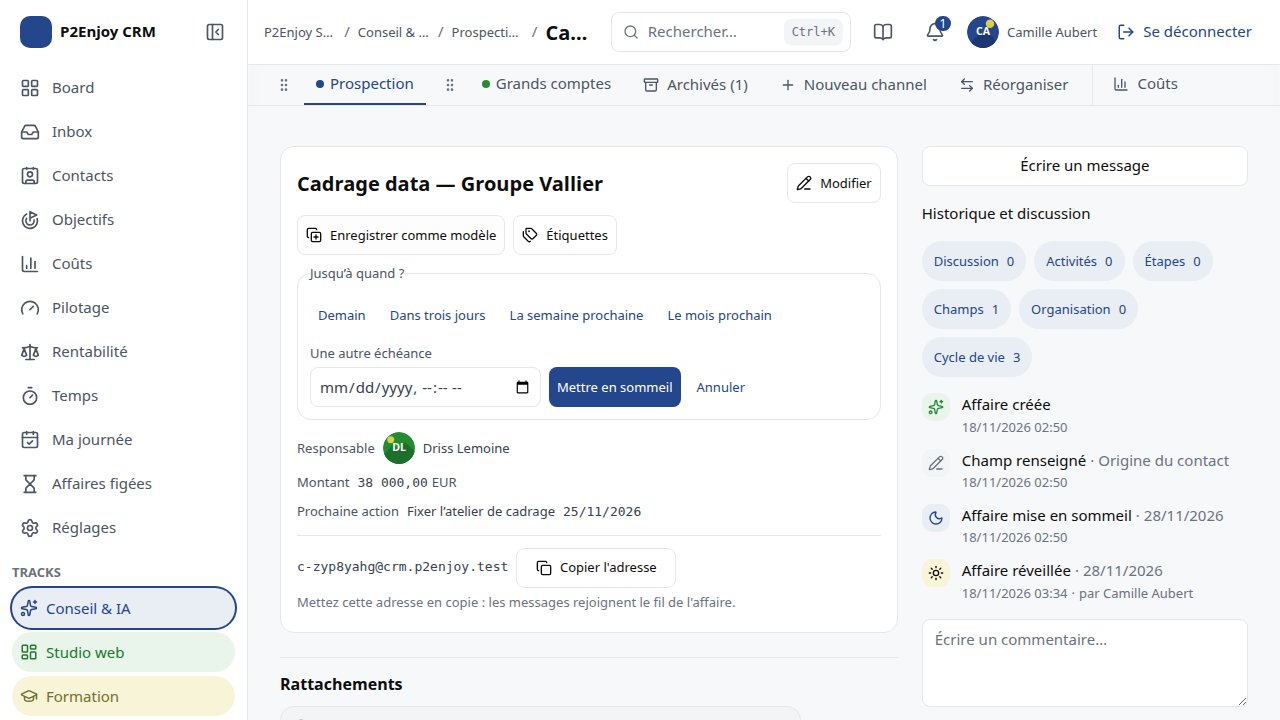 P2Enjoy CRM
Board
Inbox
Contacts
Objectifs
Coûts
Pilotage
Rentabilité
Temps
Ma journée
Affaires figées
Réglages
TRACKS
Conseil & IA
Studio web
Formation
P2Enjoy S... / Conseil & ... / Prospecti... / Ca...
Rechercher... Ctrl+K
1
CA Camille Aubert
Se déconnecter
Prospection
Grands comptes
Archivés (1)
Nouveau channel
Réorganiser
Coûts
Cadrage data — Groupe Vallier
Modifier
Enregistrer comme modèle
Étiquettes
Jusqu'à quand ?
Demain
Dans trois jours
La semaine prochaine
Le mois prochain
Une autre échéance
mm/dd/yyyy, --:-- --
Mettre en sommeil
Annuler
Responsable DL Driss Lemoine
Montant 38 000,00 EUR
Prochaine action Fixer l'atelier de cadrage 25/11/2026
c-zyp8yahg@crm.p2enjoy.test
Copier l'adresse
Mettez cette adresse en copie : les messages rejoignent le fil de l'affaire.
Rattachements
Écrire un message
Historique et discussion
Discussion 0
Activités 0
Étapes 0
Champs 1
Organisation 0
Cycle de vie 3
Affaire créée
18/11/2026 02:50
Champ renseigné · Origine du contact
18/11/2026 02:50
Affaire mise en sommeil · 28/11/2026
18/11/2026 02:50
Affaire réveillée · 28/11/2026
18/11/2026 03:34 · par Camille Aubert
Écrire un commentaire...